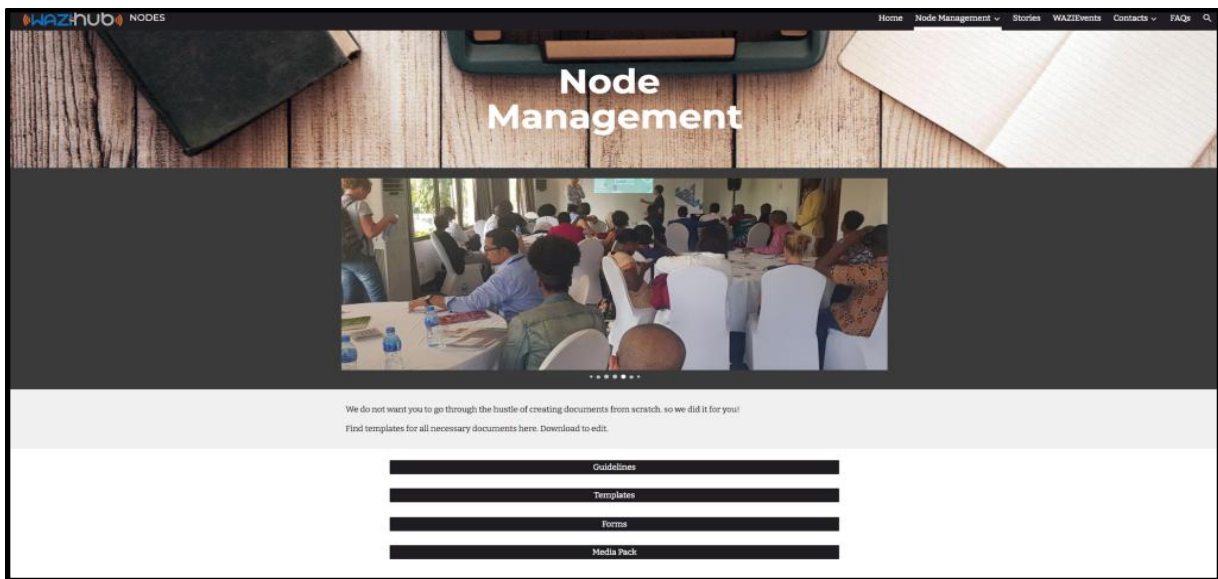 WAZIHUB NODES
Home Node Management Stories WAZIEvents Contacts FAQs
Node
Management
We do not want you to go through the hustle of creating documents from scratch. so we did it for you!
Find templates for all necessary documents here. Download to edit.
Guidelines
Templates
Forms
Media Pack